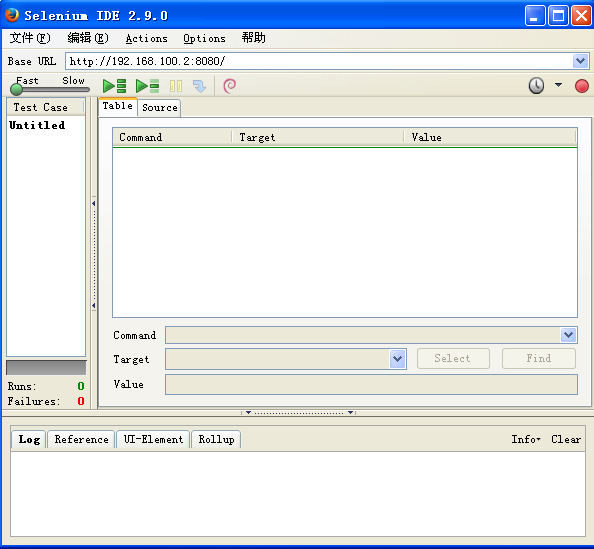 Selenium IDE 2.9.0
文件(F) 编辑(E) Actions Options 帮助
Base URL http://192.168.100.2:8080/
Fast Slow
Test Case Table Source
Untitled
Command Target Value
Command
Target Select Find
Value
Runs: 0
Failures: 0
Log Reference UI-Element Rollup Info Clear